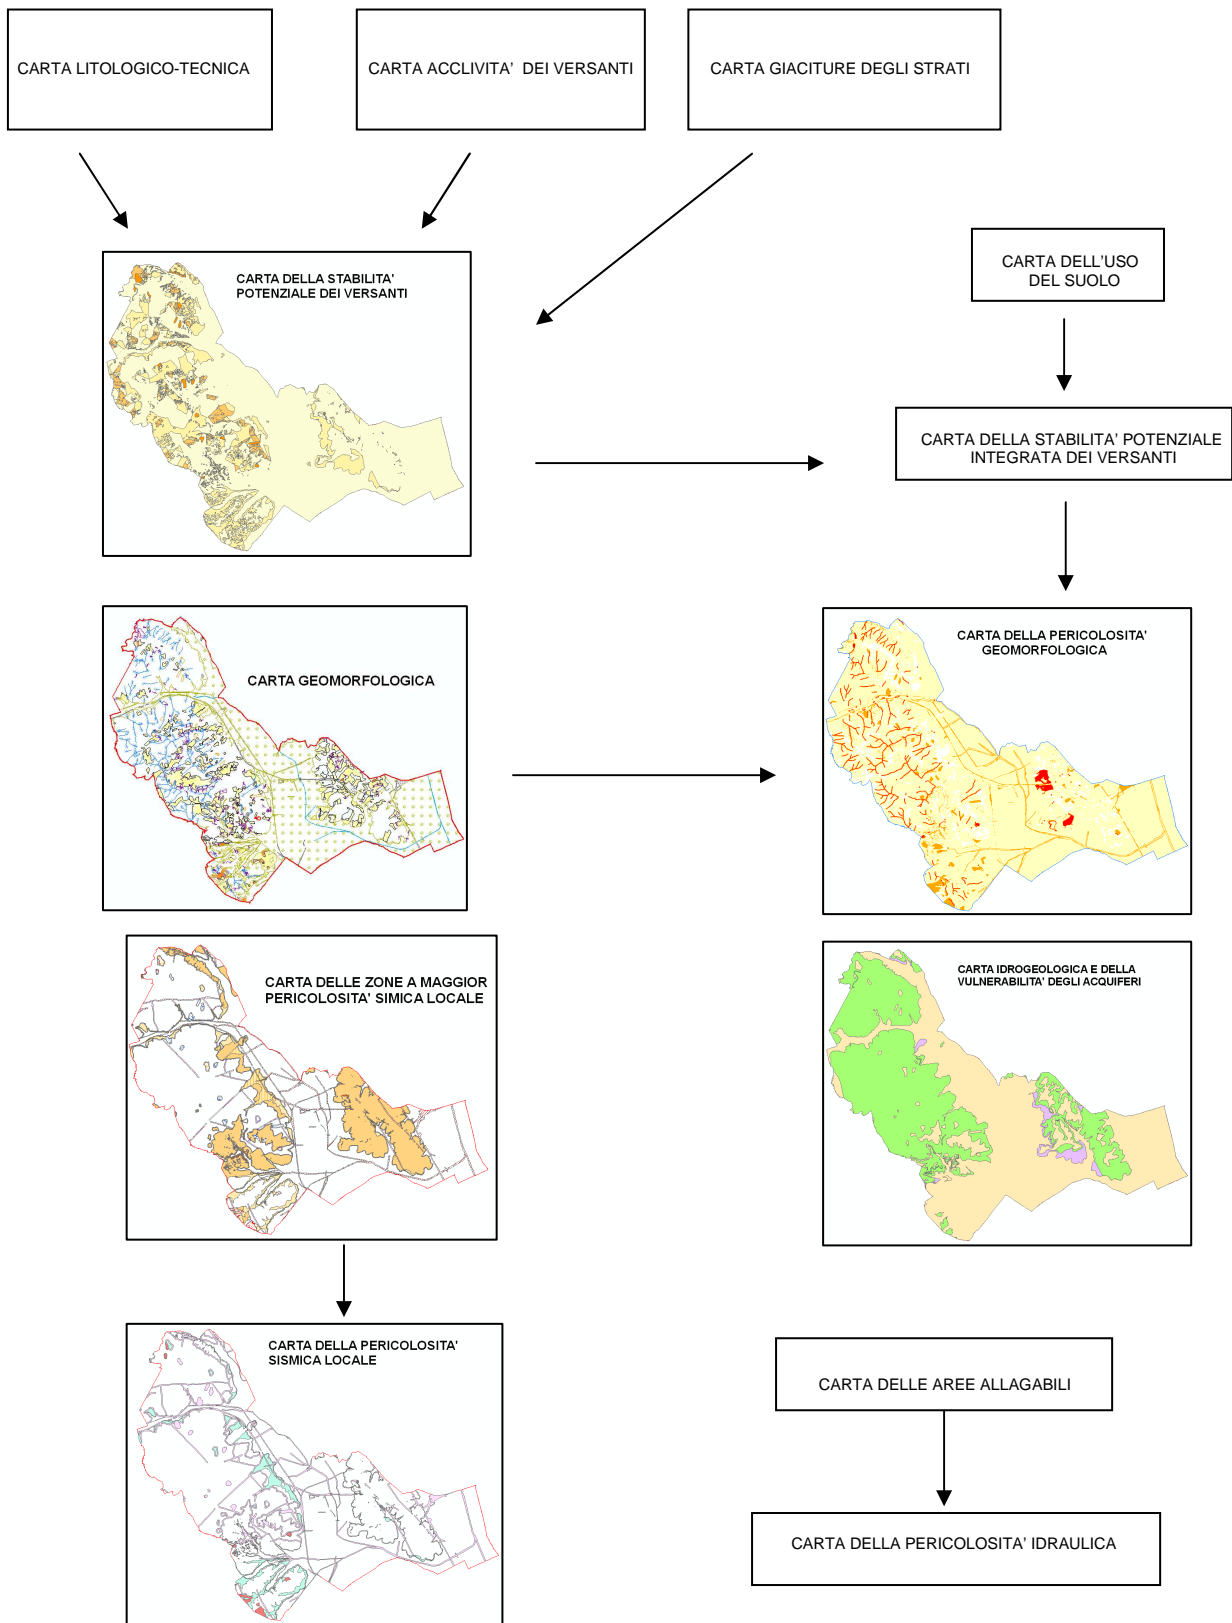 CARTA LITOLOGICO-TECNICA
CARTA ACCLIVITA' DEI VERSANTI
CARTA GIACITURE DEGLI STRATI
CARTA DELLA STABILITA'
POTENZIALE DEI VERSANTI
CARTA DELL'USO
DEL SUOLO
CARTA DELLA STABILITA' POTENZIALE
INTEGRATA DEI VERSANTI
CARTA GEOMORFOLOGICA
CARTA DELLA PERICOLOSITA'
GEOMORFOLOGICA
CARTA DELLE ZONE A MAGGIOR
PERICOLOSITA' SIMICA LOCALE
CARTA IDROGEOLOGICA E DELLA
VULNERABILITA' DEGLI ACQUIFERI
CARTA DELLA PERICOLOSITA'
SISMICA LOCALE
CARTA DELLE AREE ALLAGABILI
CARTA DELLA PERICOLOSITA' IDRAULICA